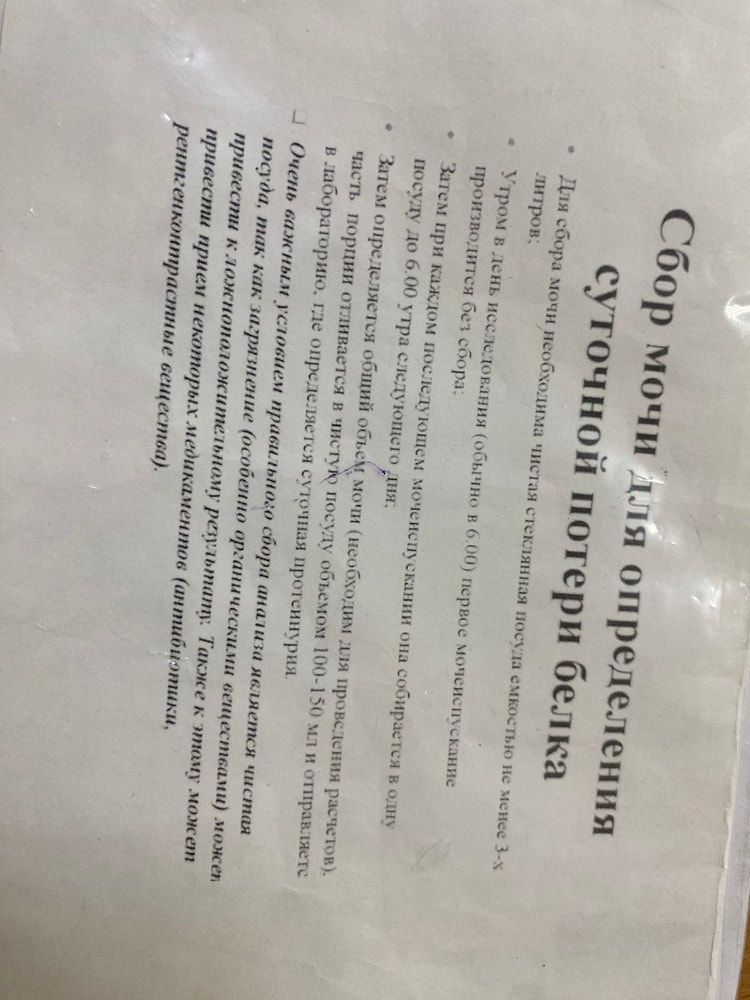 Сбор мочи для определения
суточной потери белка
• Для сбора мочи необходима чистая стеклянная посуда емкостью не менее 3-х
литров;
• Утром в день исследования (обычно в 6.00) первое мочеиспускание
производится без сбора;
• Затем при каждом последующем мочеиспускании она собирается в одну
посуду до 6.00 утра следующего дня;
• Затем определяется общий объем мочи (необходим для проведения расчетов),
часть порции отливается в чистую посуду объемом 100-150 мл и отправляетс
в лабораторию, где определяется суточная протеинурия.
❑ Очень важным условием правильного сбора анализа является чистая
посуда, так как загрязнение (особенно органическими веществами) может
привести к ложноположительному результату. Также к этому может
привести прием некоторых медикаментов (антибиотики,
рентгенконтрастные вещества).